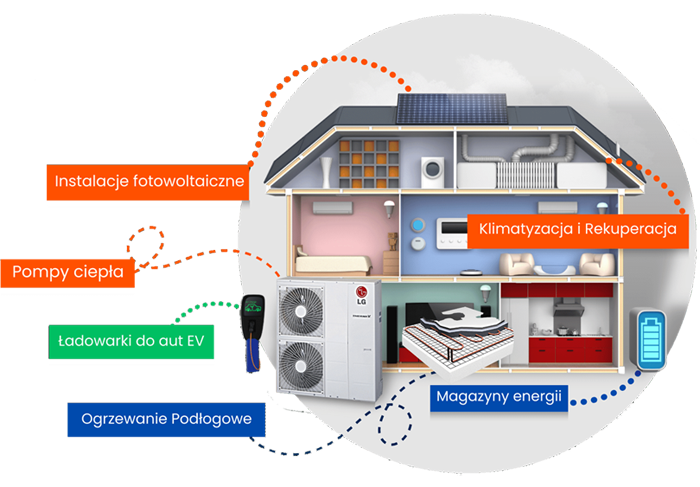 Instalacje fotowoltaiczne
Klimatyzacja i Rekuperacja
Pompy ciepła
LG
Ładowarki do aut EV
Magazyny energii
Ogrzewanie Podłogowe